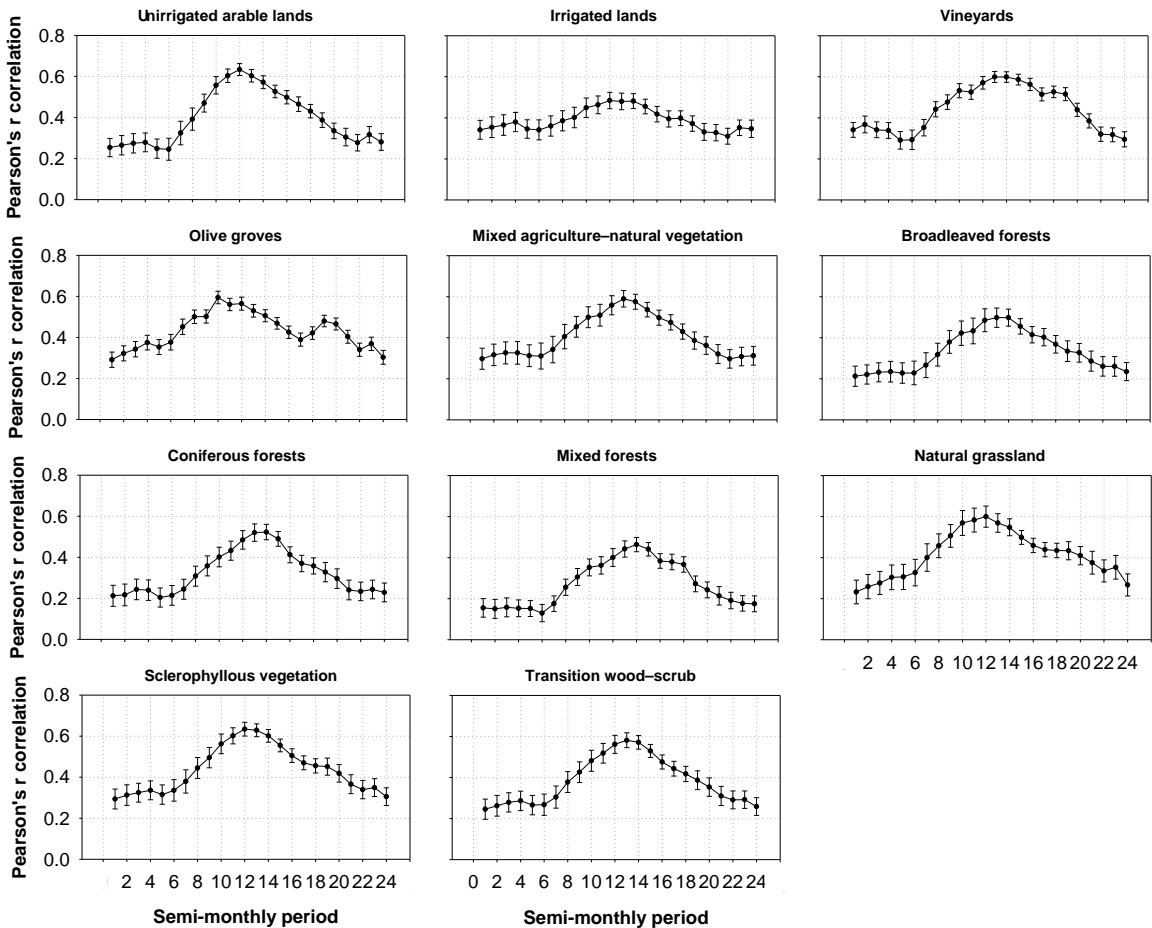 Unirrigated arable lands
Irrigated lands
Vineyards
Pearson's r correlation
0.8
0.6
0.4
0.2
0.0
Olive groves
Mixed agriculture–natural vegetation
Broadleaved forests
Pearson's r correlation
0.8
0.6
0.4
0.2
0.0
Coniferous forests
Mixed forests
Natural grassland
Pearson's r correlation
0.8
0.6
0.4
0.2
0.0
2 4 6 8 10 12 14 16 18 20 22 24
Sclerophyllous vegetation
Transition wood–scrub
Pearson's r correlation
0.8
0.6
0.4
0.2
0.0
2 4 6 8 10 12 14 16 18 20 22 24
0 2 4 6 8 10 12 14 16 18 20 22 24
Semi-monthly period
Semi-monthly period